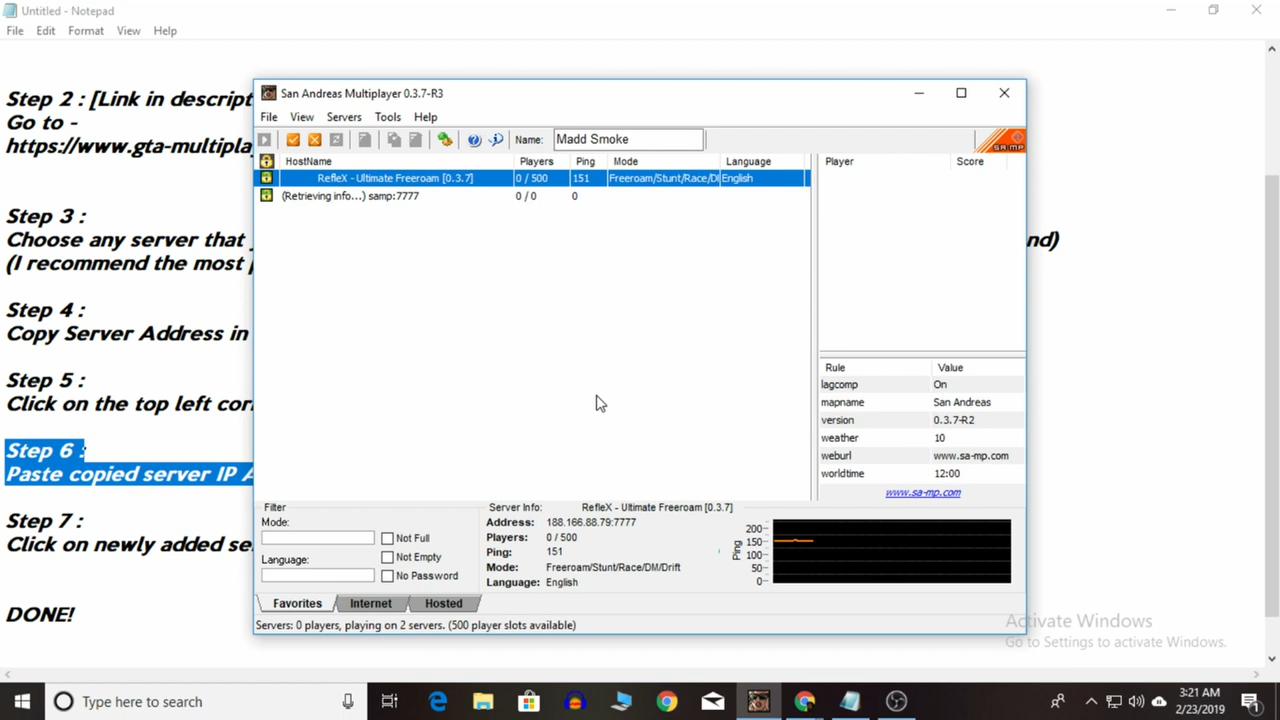 Untitled - Notepad
File Edit Format View Help
Step 2 : [Link in descript
Go to -
https://www.gta-multipla
Step 3 :
Choose any server that
nd)
(I recommend the most
Step 4 :
Copy Server Address in
Step 5 :
Click on the top left cor
Step 6 :
Paste copied server IP A
Step 7 :
Click on newly added se
DONE!
San Andreas Multiplayer 0.3.7-R3
File View Servers Tools Help
Name: Madd Smoke
SA:MP
HostName Players Ping Mode Language
RefleX - Ultimate Freeroam [0.3.7] 0 / 500 151 Freeroam/Stunt/Race/D English
(Retrieving info...) samp:7777 0 / 0 0
Player Score
Rule Value
lagcomp On
mapname San Andreas
version 0.3.7-R2
weather 10
weburl www.sa-mp.com
worldtime 12:00
www.sa-mp.com
Filter
Mode:
Language:
Not Full
Not Empty
No Password
Server Info: RefleX - Ultimate Freeroam [0.3.7]
Address: 188.166.88.79:7777
Players: 0 / 500
Ping: 151
Mode: Freeroam/Stunt/Race/DM/Drift
Language: English
Ping
200
150
100
50
0
Favorites Internet Hosted
Servers: 0 players, playing on 2 servers. (500 player slots available)
Activate Windows
Go to Settings to activate Windows.
Type here to search
3:21 AM
2/23/2019
1